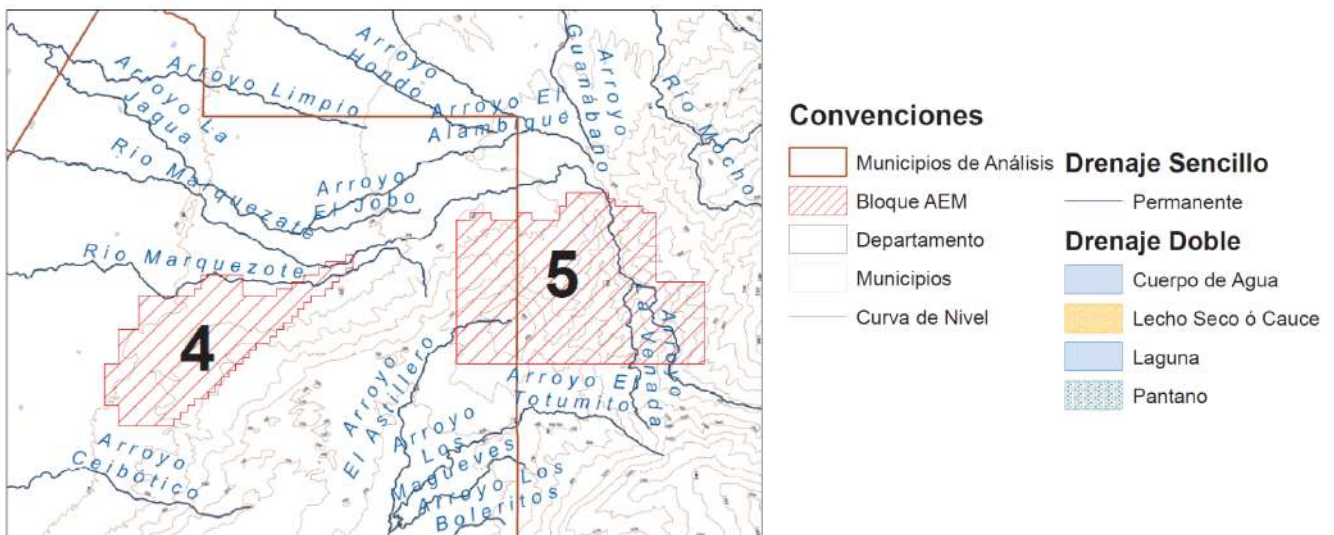 Arroyo
Hondo
Arroyo
Guanábano
Arroyo
Río Mocho
Arroyo Limpio
Arroyo La
Jagua
Arroyo El
Alambique
Río Marquezate
Arroyo
El Jobo
Río Marquezote
4
5
Arroyo
El Astillero
Arroyo El
Totumito
La Venada
Arroyo
Arroyo
Los
Magueyes
Arroyo Los
Boleritos
Arroyo
Ceibótico
Convenciones
Municipios de Análisis
Bloque AEM
Departamento
Municipios
Curva de Nivel
Drenaje Sencillo
Permanente
Drenaje Doble
Cuerpo de Agua
Lecho Seco ó Cauce
Laguna
Pantano